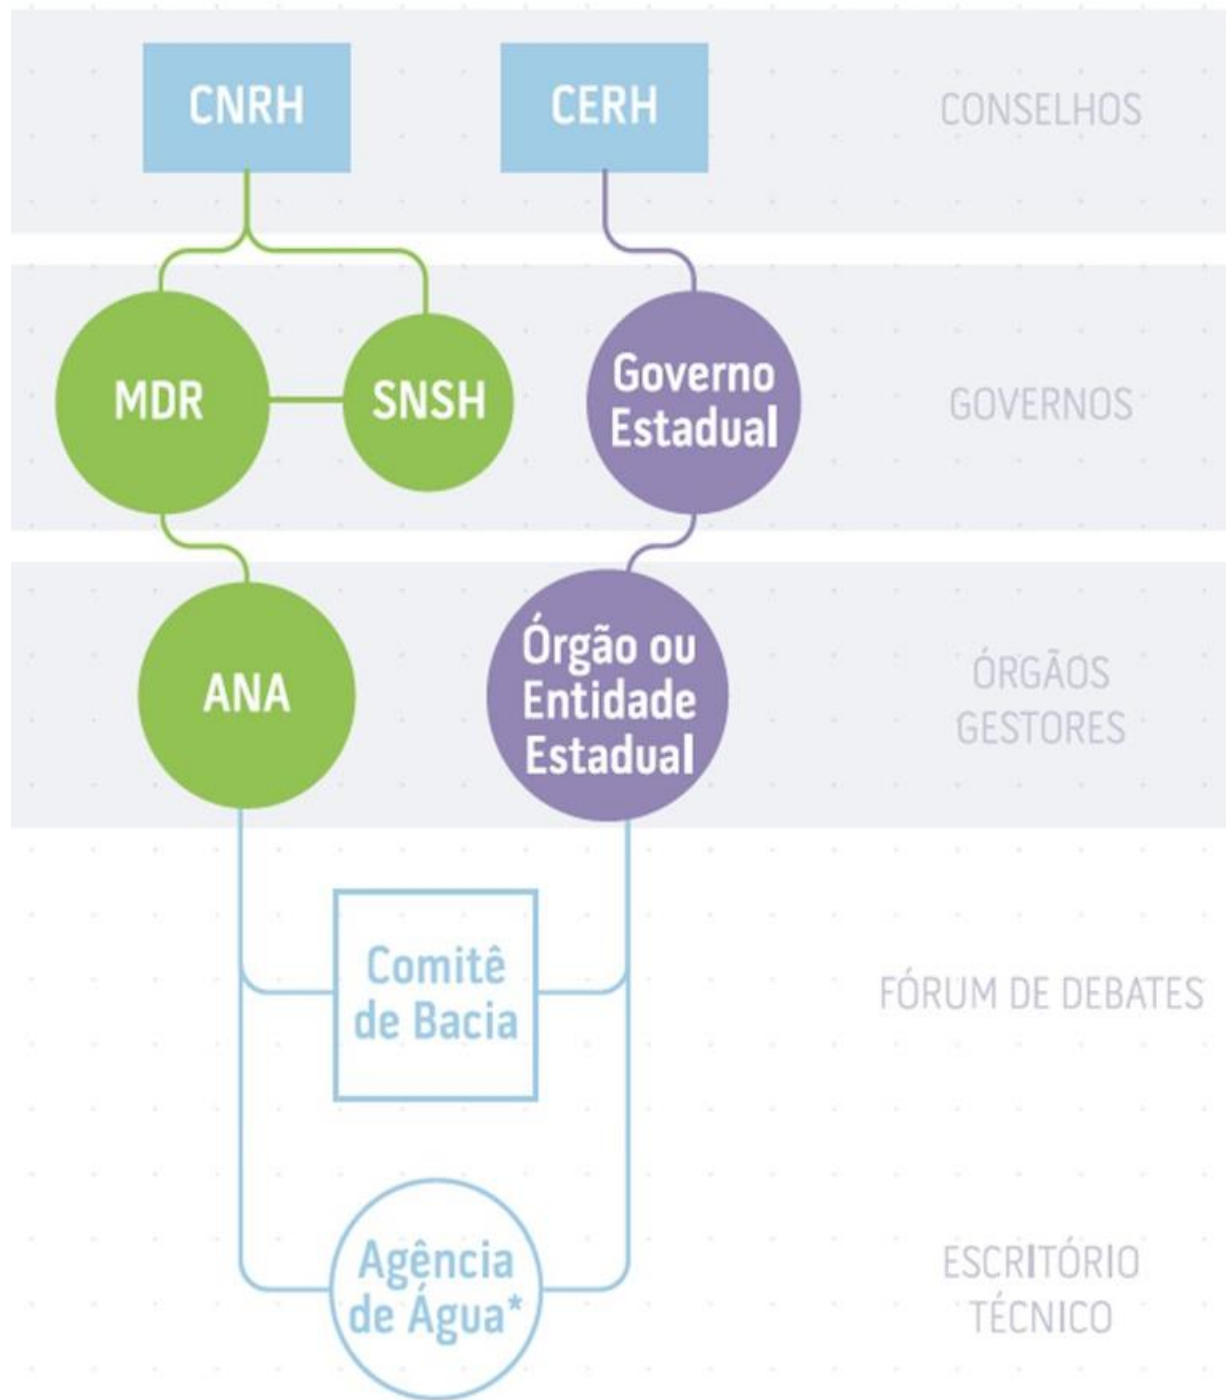 CNRH
CERH
CONSELHOS
MDR
SNSH
Governo
Estadual
GOVERNOS
ANA
Órgão ou
Entidade
Estadual
ÓRGÃOS
GESTORES
Comitê
de Bacia
FÓRUM DE DEBATES
Agência
de Água*
ESCRITÓRIO
TÉCNICO